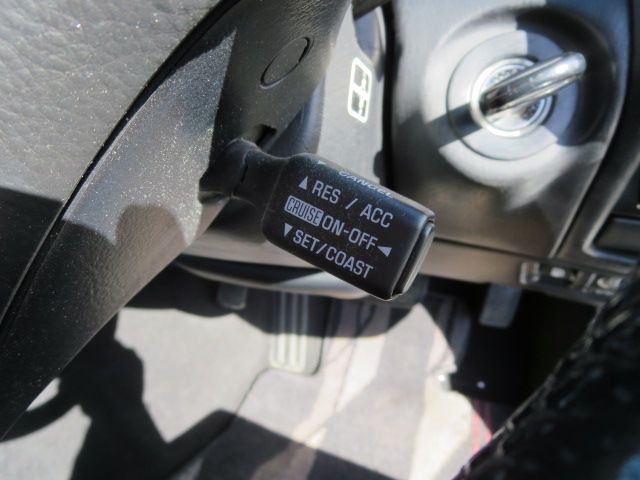 CANCEL
▲ RES / ACC
CRUISE ON-OFF ◀
▼ SET/COAST